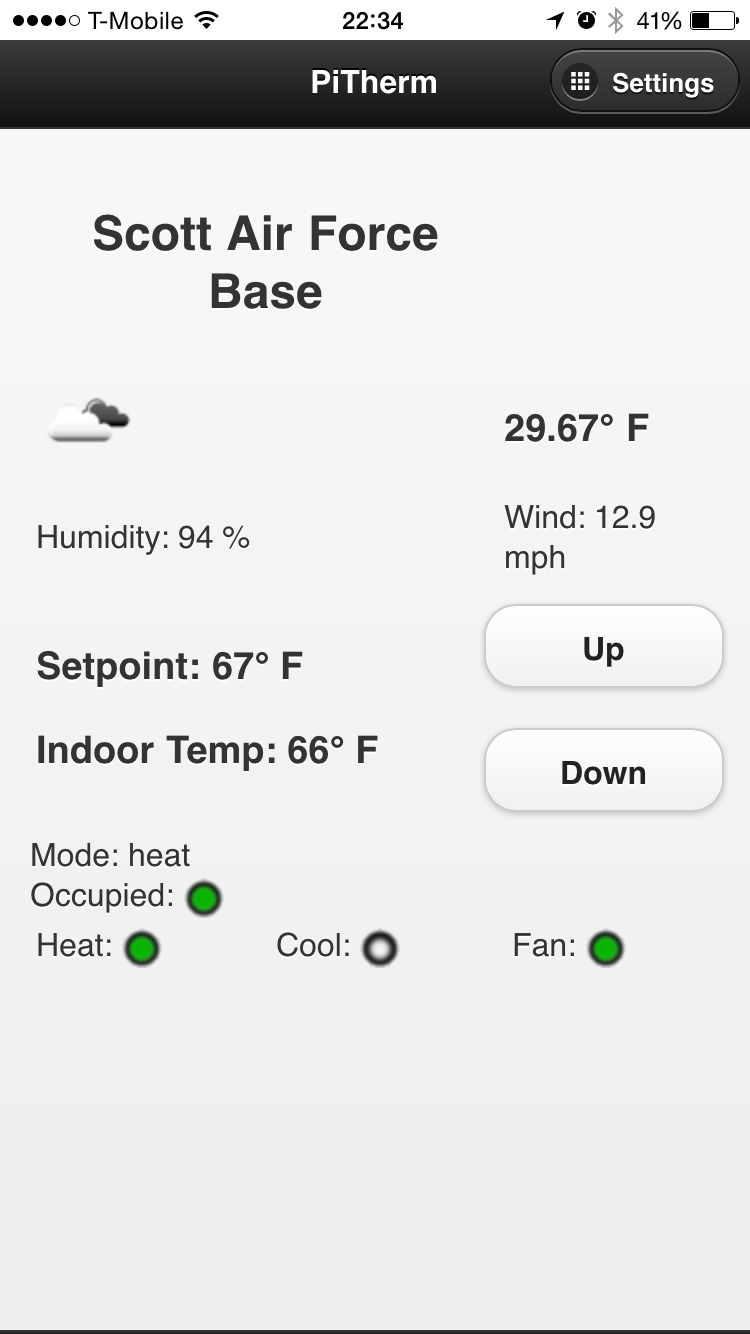 T-Mobile 22:34 41%
PiTherm Settings
Scott Air Force
Base
29.67° F
Humidity: 94 %
Wind: 12.9
mph
Setpoint: 67° F
Up
Indoor Temp: 66° F
Down
Mode: heat
Occupied:
Heat: Cool: Fan: